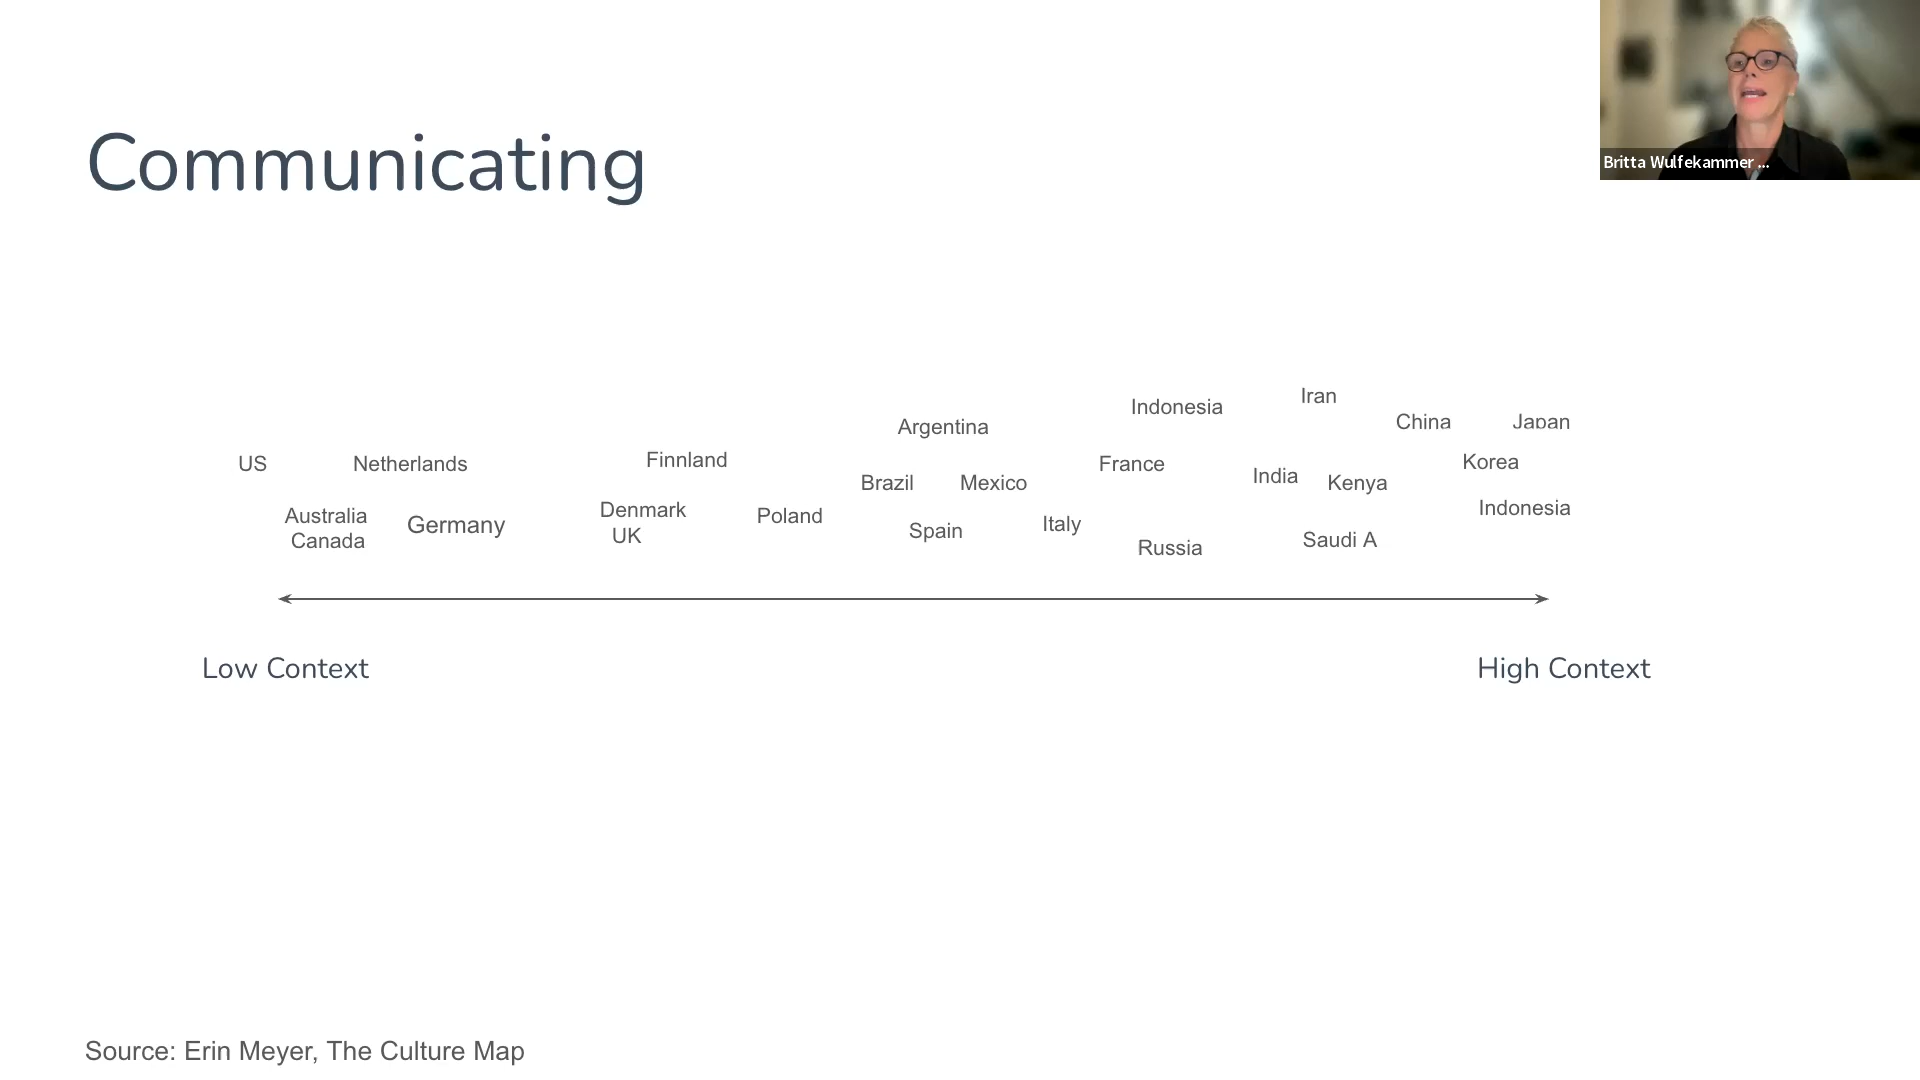 Communicating
Britta Wulfekammer ...
Iran
Indonesia
China
Japan
Argentina
US
Netherlands
Finnland
France
Korea
Brazil
Mexico
India
Kenya
Australia
Canada
Germany
Denmark
UK
Poland
Spain
Italy
Russia
Saudi A
Indonesia
Low Context
High Context
Source: Erin Meyer, The Culture Map